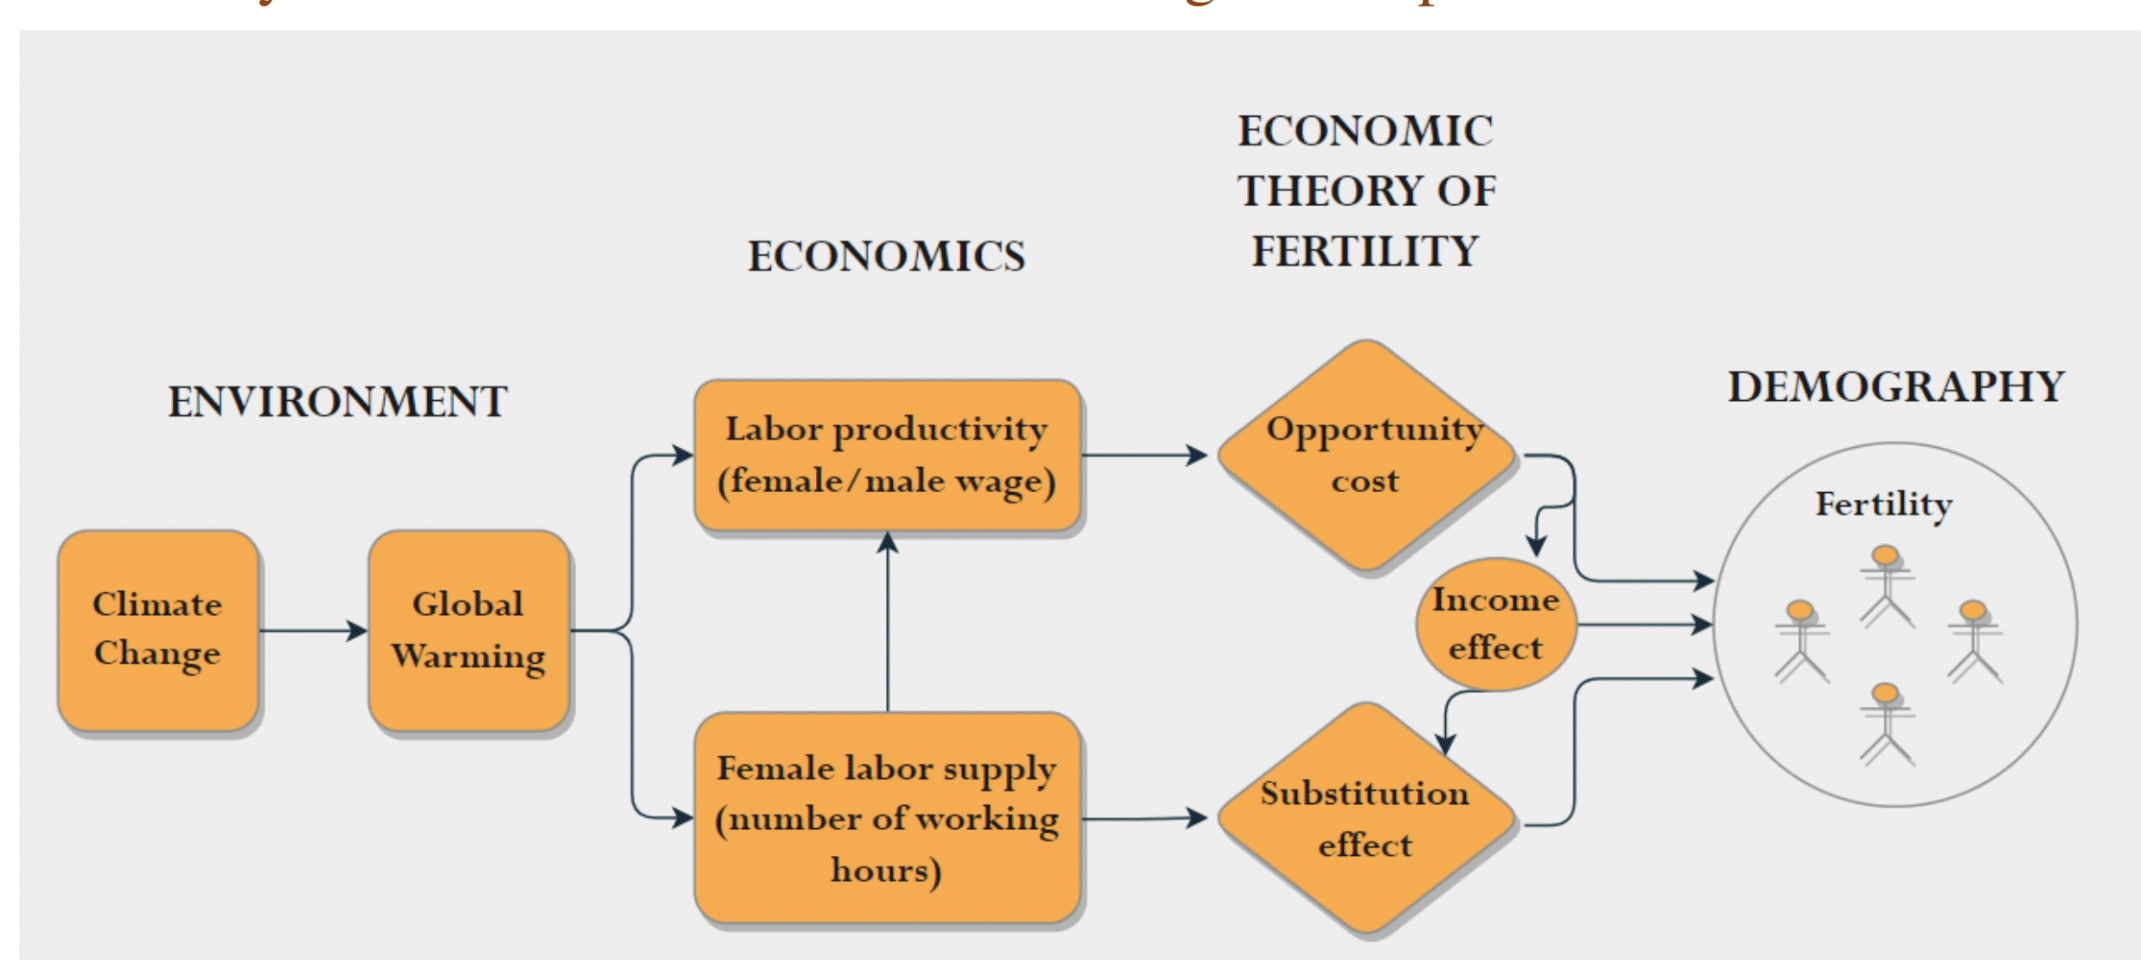 ECONOMIC
THEORY OF
FERTILITY
ECONOMICS
ENVIRONMENT
DEMOGRAPHY
Labor productivity
(female/male wage)
Opportunity
cost
Fertility
Climate
Change
Global
Warming
Income
effect
Female labor supply
(number of working
hours)
Substitution
effect